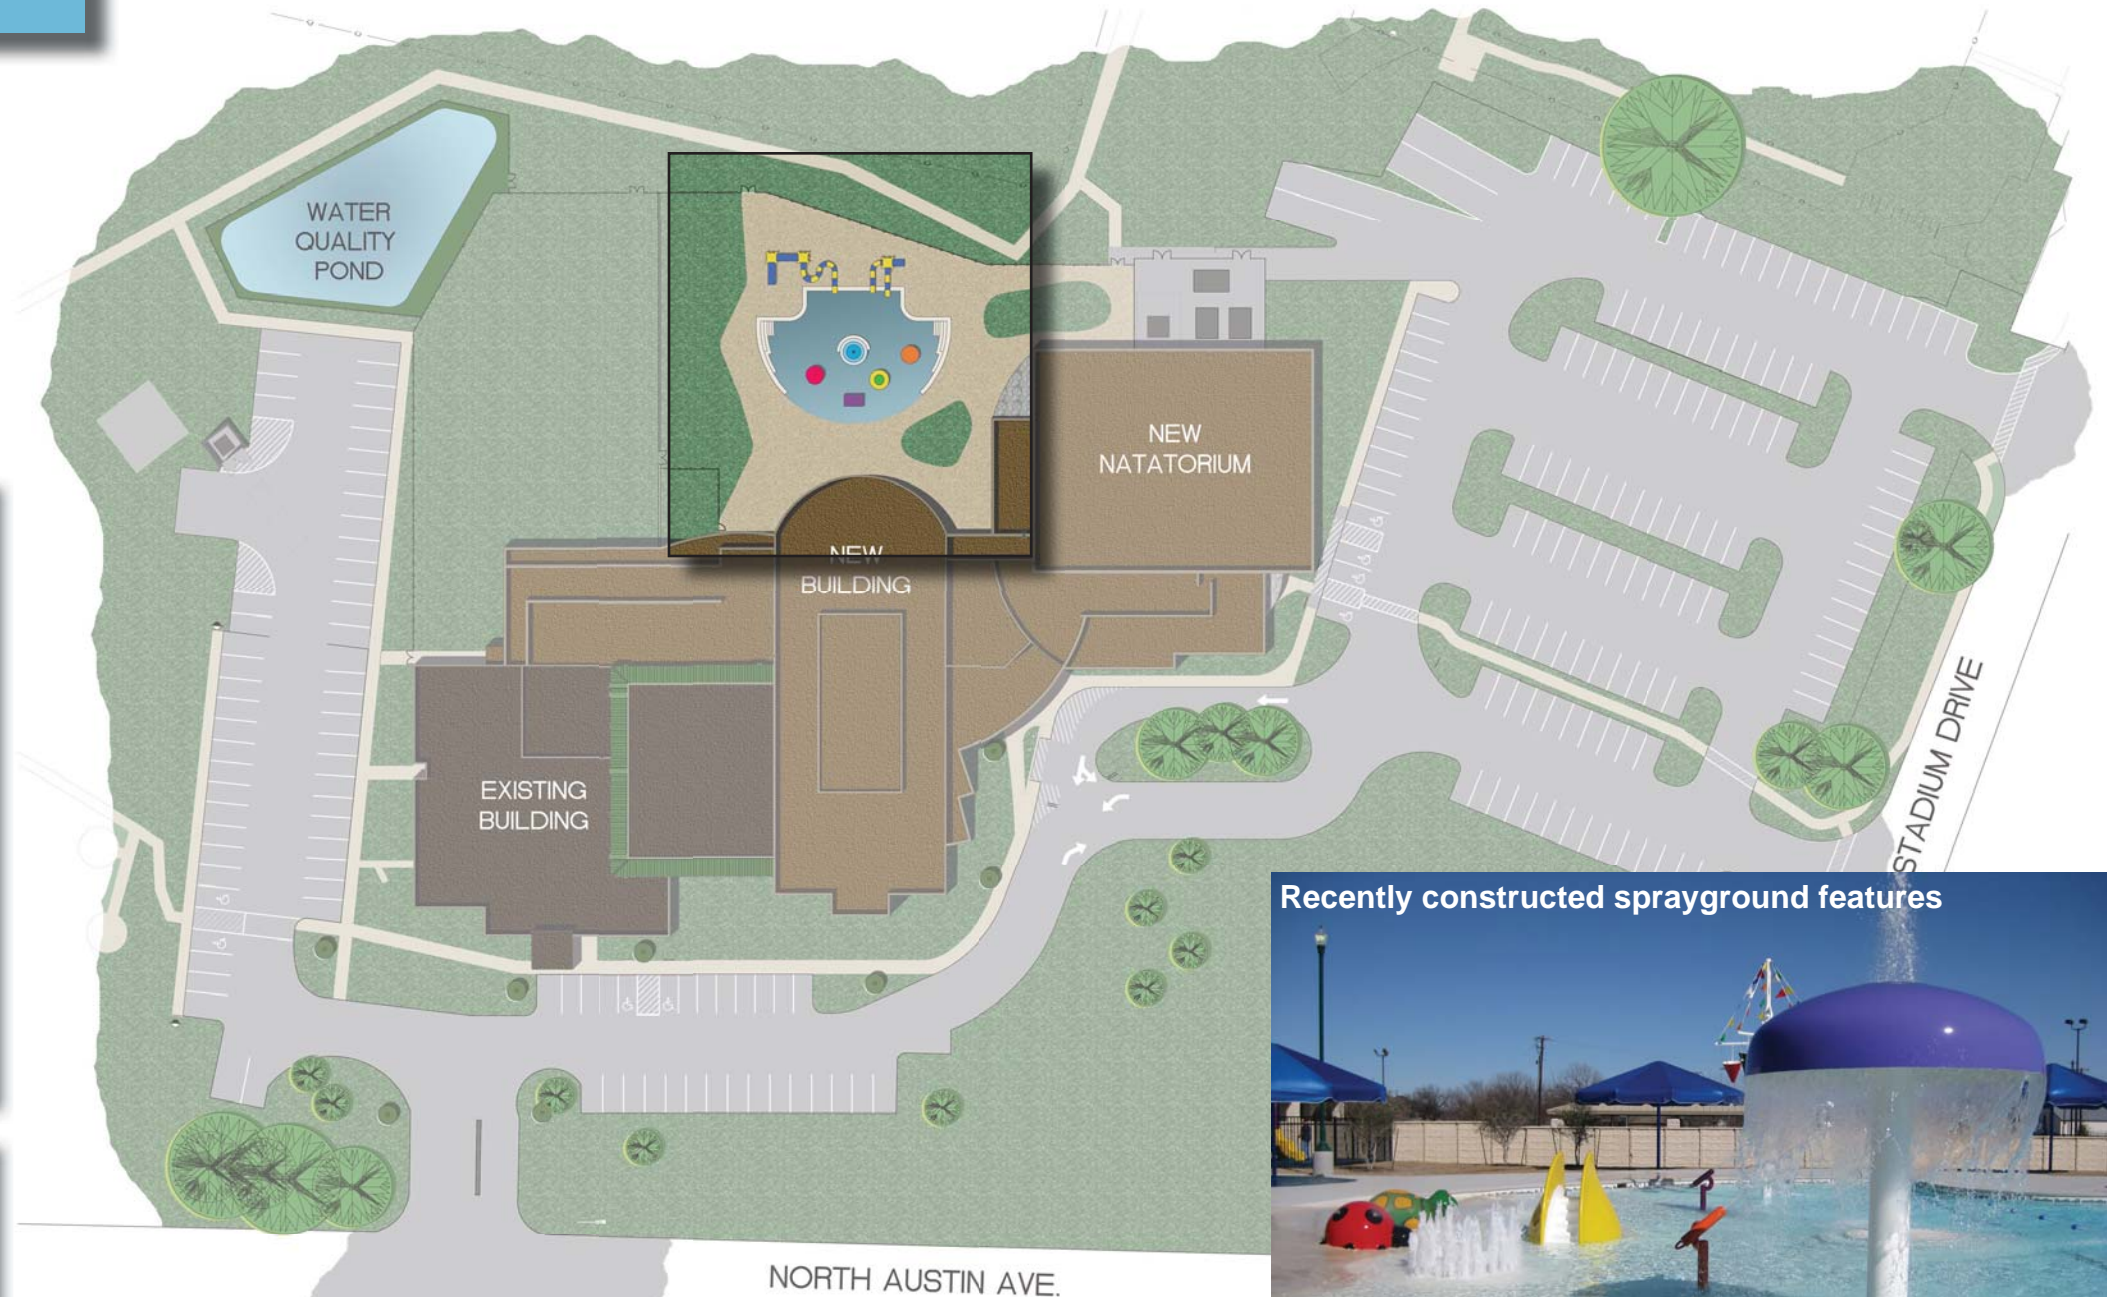 WATER
QUALITY
POND
NEW
NATATORIUM
NEW
BUILDING
EXISTING
BUILDING
STADIUM DRIVE
Recently constructed sprayground features
NORTH AUSTIN AVE.